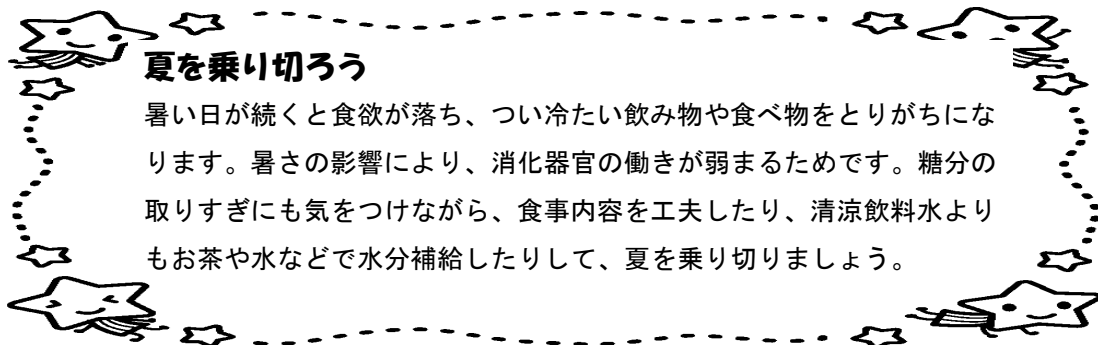 夏を乗り切ろう
暑い日が続くと食欲が落ち、つい冷たい飲み物や食べ物をとりがちにな
ります。暑さの影響により、消化器官の働きが弱まるためです。糖分の
取りすぎにも気をつけながら、食事内容を工夫したり、清涼飲料水より
もお茶や水などで水分補給したりして、夏を乗り切りましょう。